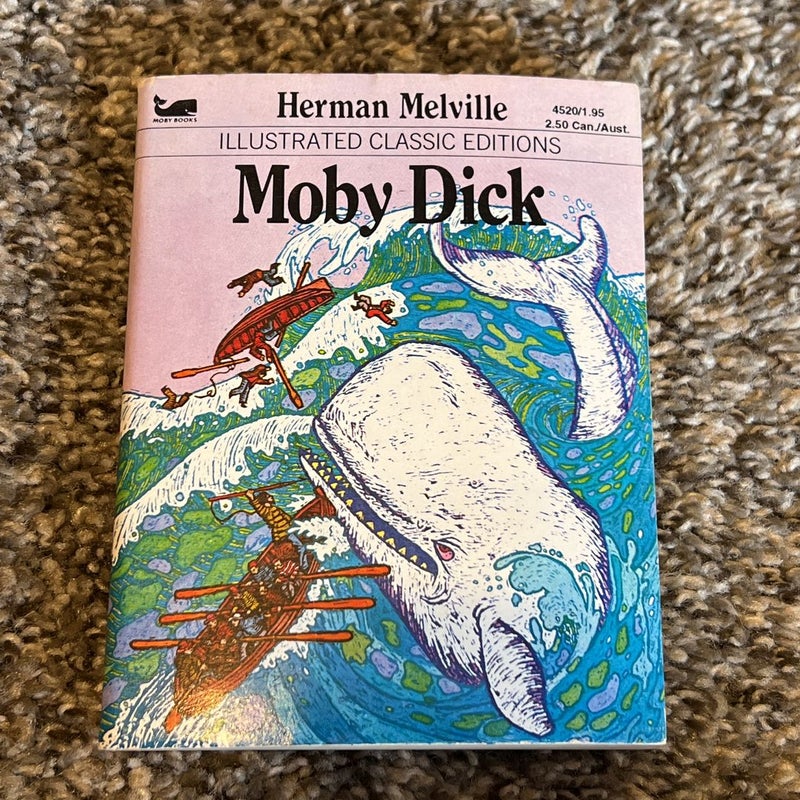 MOBY BOOKS
Herman Melville
4520/1.95
2.50 Can./Aust.
ILLUSTRATED CLASSIC EDITIONS
Moby Dick